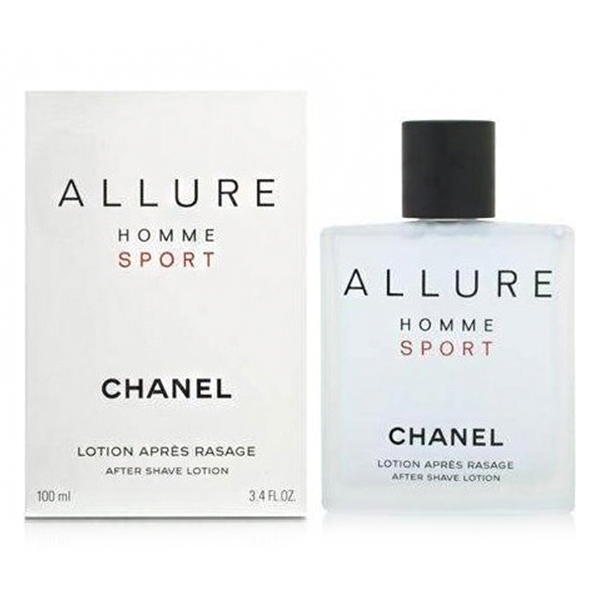 ALLURE
HOMME
SPORT
CHANEL
LOTION APRÈS RASAGE
AFTER SHAVE LOTION
100 ml 3.4 FL.OZ.
ALLURE
HOMME
SPORT
CHANEL
LOTION APRÈS RASAGE
AFTER SHAVE LOTION